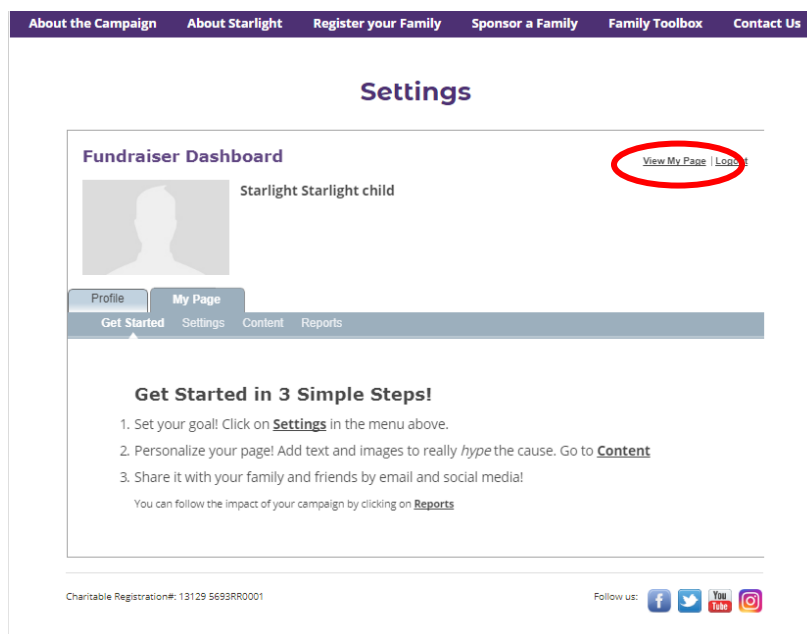 About the Campaign About Starlight Register your Family Sponsor a Family Family Toolbox Contact Us
Settings
Fundraiser Dashboard
View My Page | Logout
Starlight Starlight child
Profile My Page
Get Started Settings Content Reports
Get Started in 3 Simple Steps!
1. Set your goal! Click on Settings in the menu above.
2. Personalize your page! Add text and images to really hype the cause. Go to Content
3. Share it with your family and friends by email and social media!
You can follow the impact of your campaign by clicking on Reports
Charitable Registration#: 13129 5693RR0001
Follow us: f You Tube